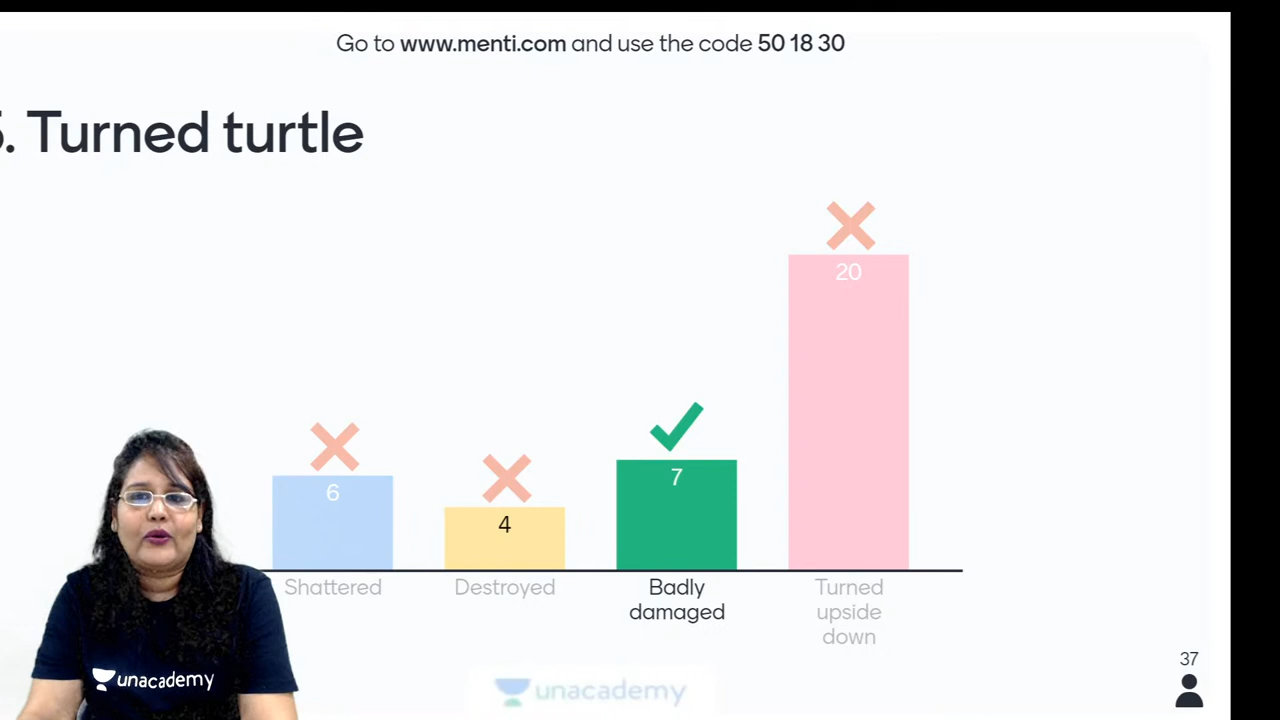 Go to www.menti.com and use the code 50 18 30
. Turned turtle
20
6
4
7
Shattered
Destroyed
Badly
damaged
Turned
upside
down
37
unacademy
unacademy